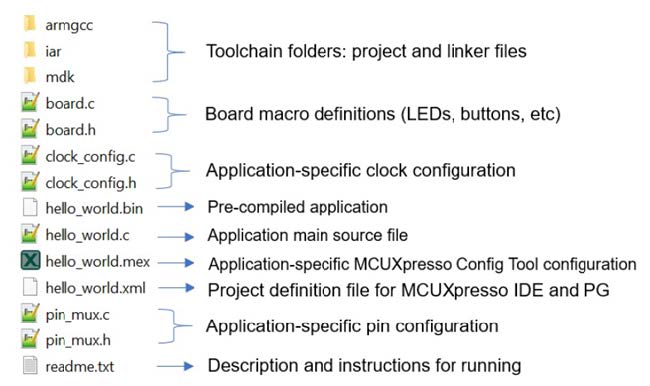 armgcc
iar
mdk
Toolchain folders: project and linker files
board.c
board.h
Board macro definitions (LEDs, buttons, etc)
clock_config.c
clock_config.h
Application-specific clock configuration
hello_world.bin Pre-compiled application
hello_world.c Application main source file
hello_world.mex Application-specific MCUXpresso Config Tool configuration
hello_world.xml Project definition file for MCUXpresso IDE and PG
pin_mux.c
pin_mux.h
Application-specific pin configuration
readme.txt Description and instructions for running